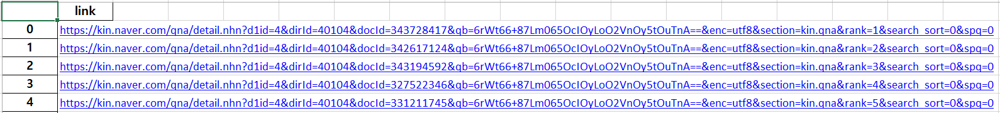 link
0 https://kin.naver.com/qna/detail.nhn?d1id=4&dirId=40104&docId=343728417&qb=6rWt66+87Lm065OcIOyLoO2VnOy5tOuTnA==&enc=utf8&section=kin.qna&rank=1&search_sort=0&spq=0
1 https://kin.naver.com/qna/detail.nhn?d1id=4&dirId=40104&docId=342617124&qb=6rWt66+87Lm065OcIOyLoO2VnOy5tOuTnA==&enc=utf8&section=kin.qna&rank=2&search_sort=0&spq=0
2 https://kin.naver.com/qna/detail.nhn?d1id=4&dirId=40104&docId=343194592&qb=6rWt66+87Lm065OcIOyLoO2VnOy5tOuTnA==&enc=utf8&section=kin.qna&rank=3&search_sort=0&spq=0
3 https://kin.naver.com/qna/detail.nhn?d1id=4&dirId=40104&docId=327522346&qb=6rWt66+87Lm065OcIOyLoO2VnOy5tOuTnA==&enc=utf8&section=kin.qna&rank=4&search_sort=0&spq=0
4 https://kin.naver.com/qna/detail.nhn?d1id=4&dirId=40104&docId=331211745&qb=6rWt66+87Lm065OcIOyLoO2VnOy5tOuTnA==&enc=utf8&section=kin.qna&rank=5&search_sort=0&spq=0